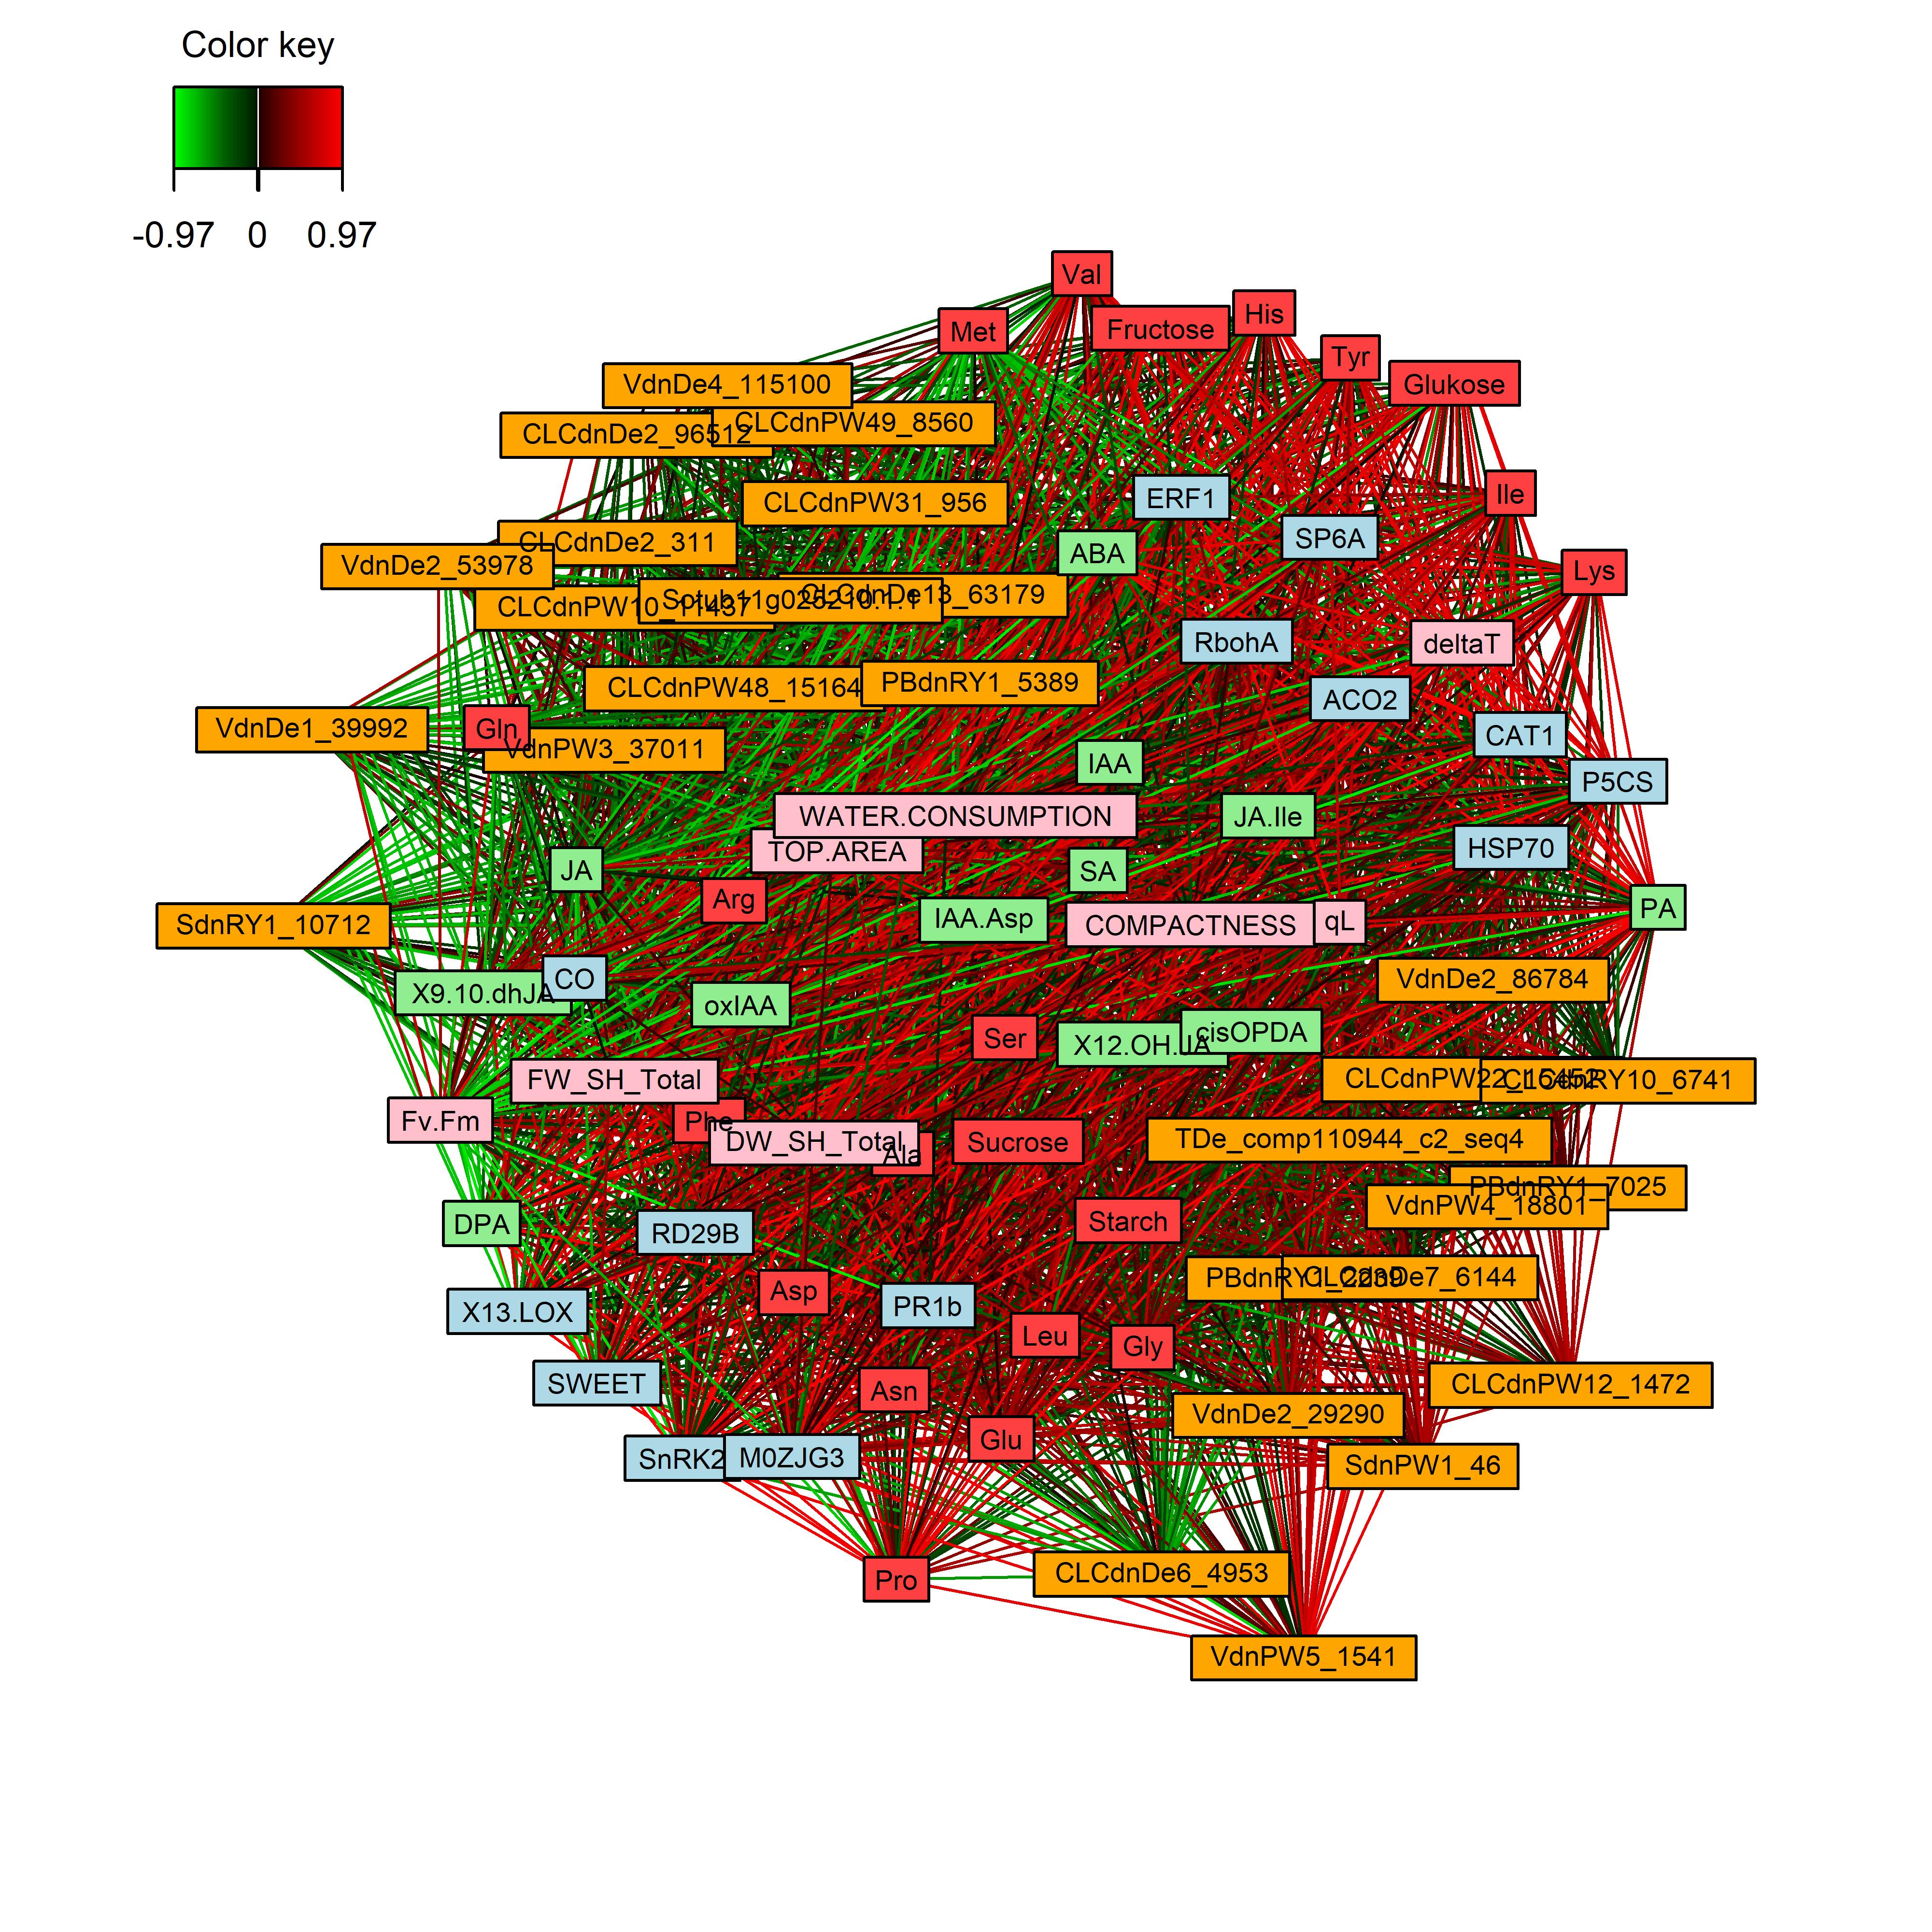 Color key
-0.97 0 0.97
Val
His
Fructose
Met
Tyr
Glukose
VdnDe4_115100
CLCdnPW49_8560
CLCdnDe2_96512
Ile
ERF1
CLCdnPW31_956
SP6A
CLCdnDe2_311
ABA
VdnDe2_53978
Lys
CLCdnDe13_63179
Sotub11g025210.1.1
CLCdnPW10_11437
RbohA
deltaT
PBdnRY1_5389
CLCdnPW48_15164
ACO2
VdnDe1_39992
Gln
CAT1
VdnPW3_37011
IAA
P5CS
WATER.CONSUMPTION
JA.Ile
TOP.AREA
HSP70
JA
SA
Arg
PA
SdnRY1_10712
IAA.Asp
COMPACTNESS
qL
CO
VdnDe2_86784
X9.10.dhJA
oxIAA
cisOPDA
Ser
X12.OH.JA
FW_SH_Total
CLCdnPW22_15452
CLCdnRY10_6741
Fv.Fm
Phe
DW_SH_Total
Sucrose
TDe_comp110944_c2_seq4
Ala
PBdnRY1_7025
VdnPW4_18801
DPA
RD29B
Starch
PBdnRY1_2239
CLCdnDe7_6144
Asp
X13.LOX
PR1b
Leu
Gly
SWEET
Asn
CLCdnPW12_1472
VdnDe2_29290
Glu
SnRK2
M0ZJG3
SdnPW1_46
Pro
CLCdnDe6_4953
VdnPW5_1541